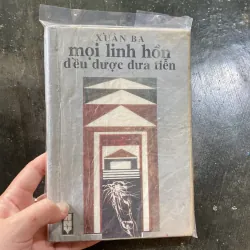 XUÂN BA
mọi linh hồn
đều được đưa tiễn